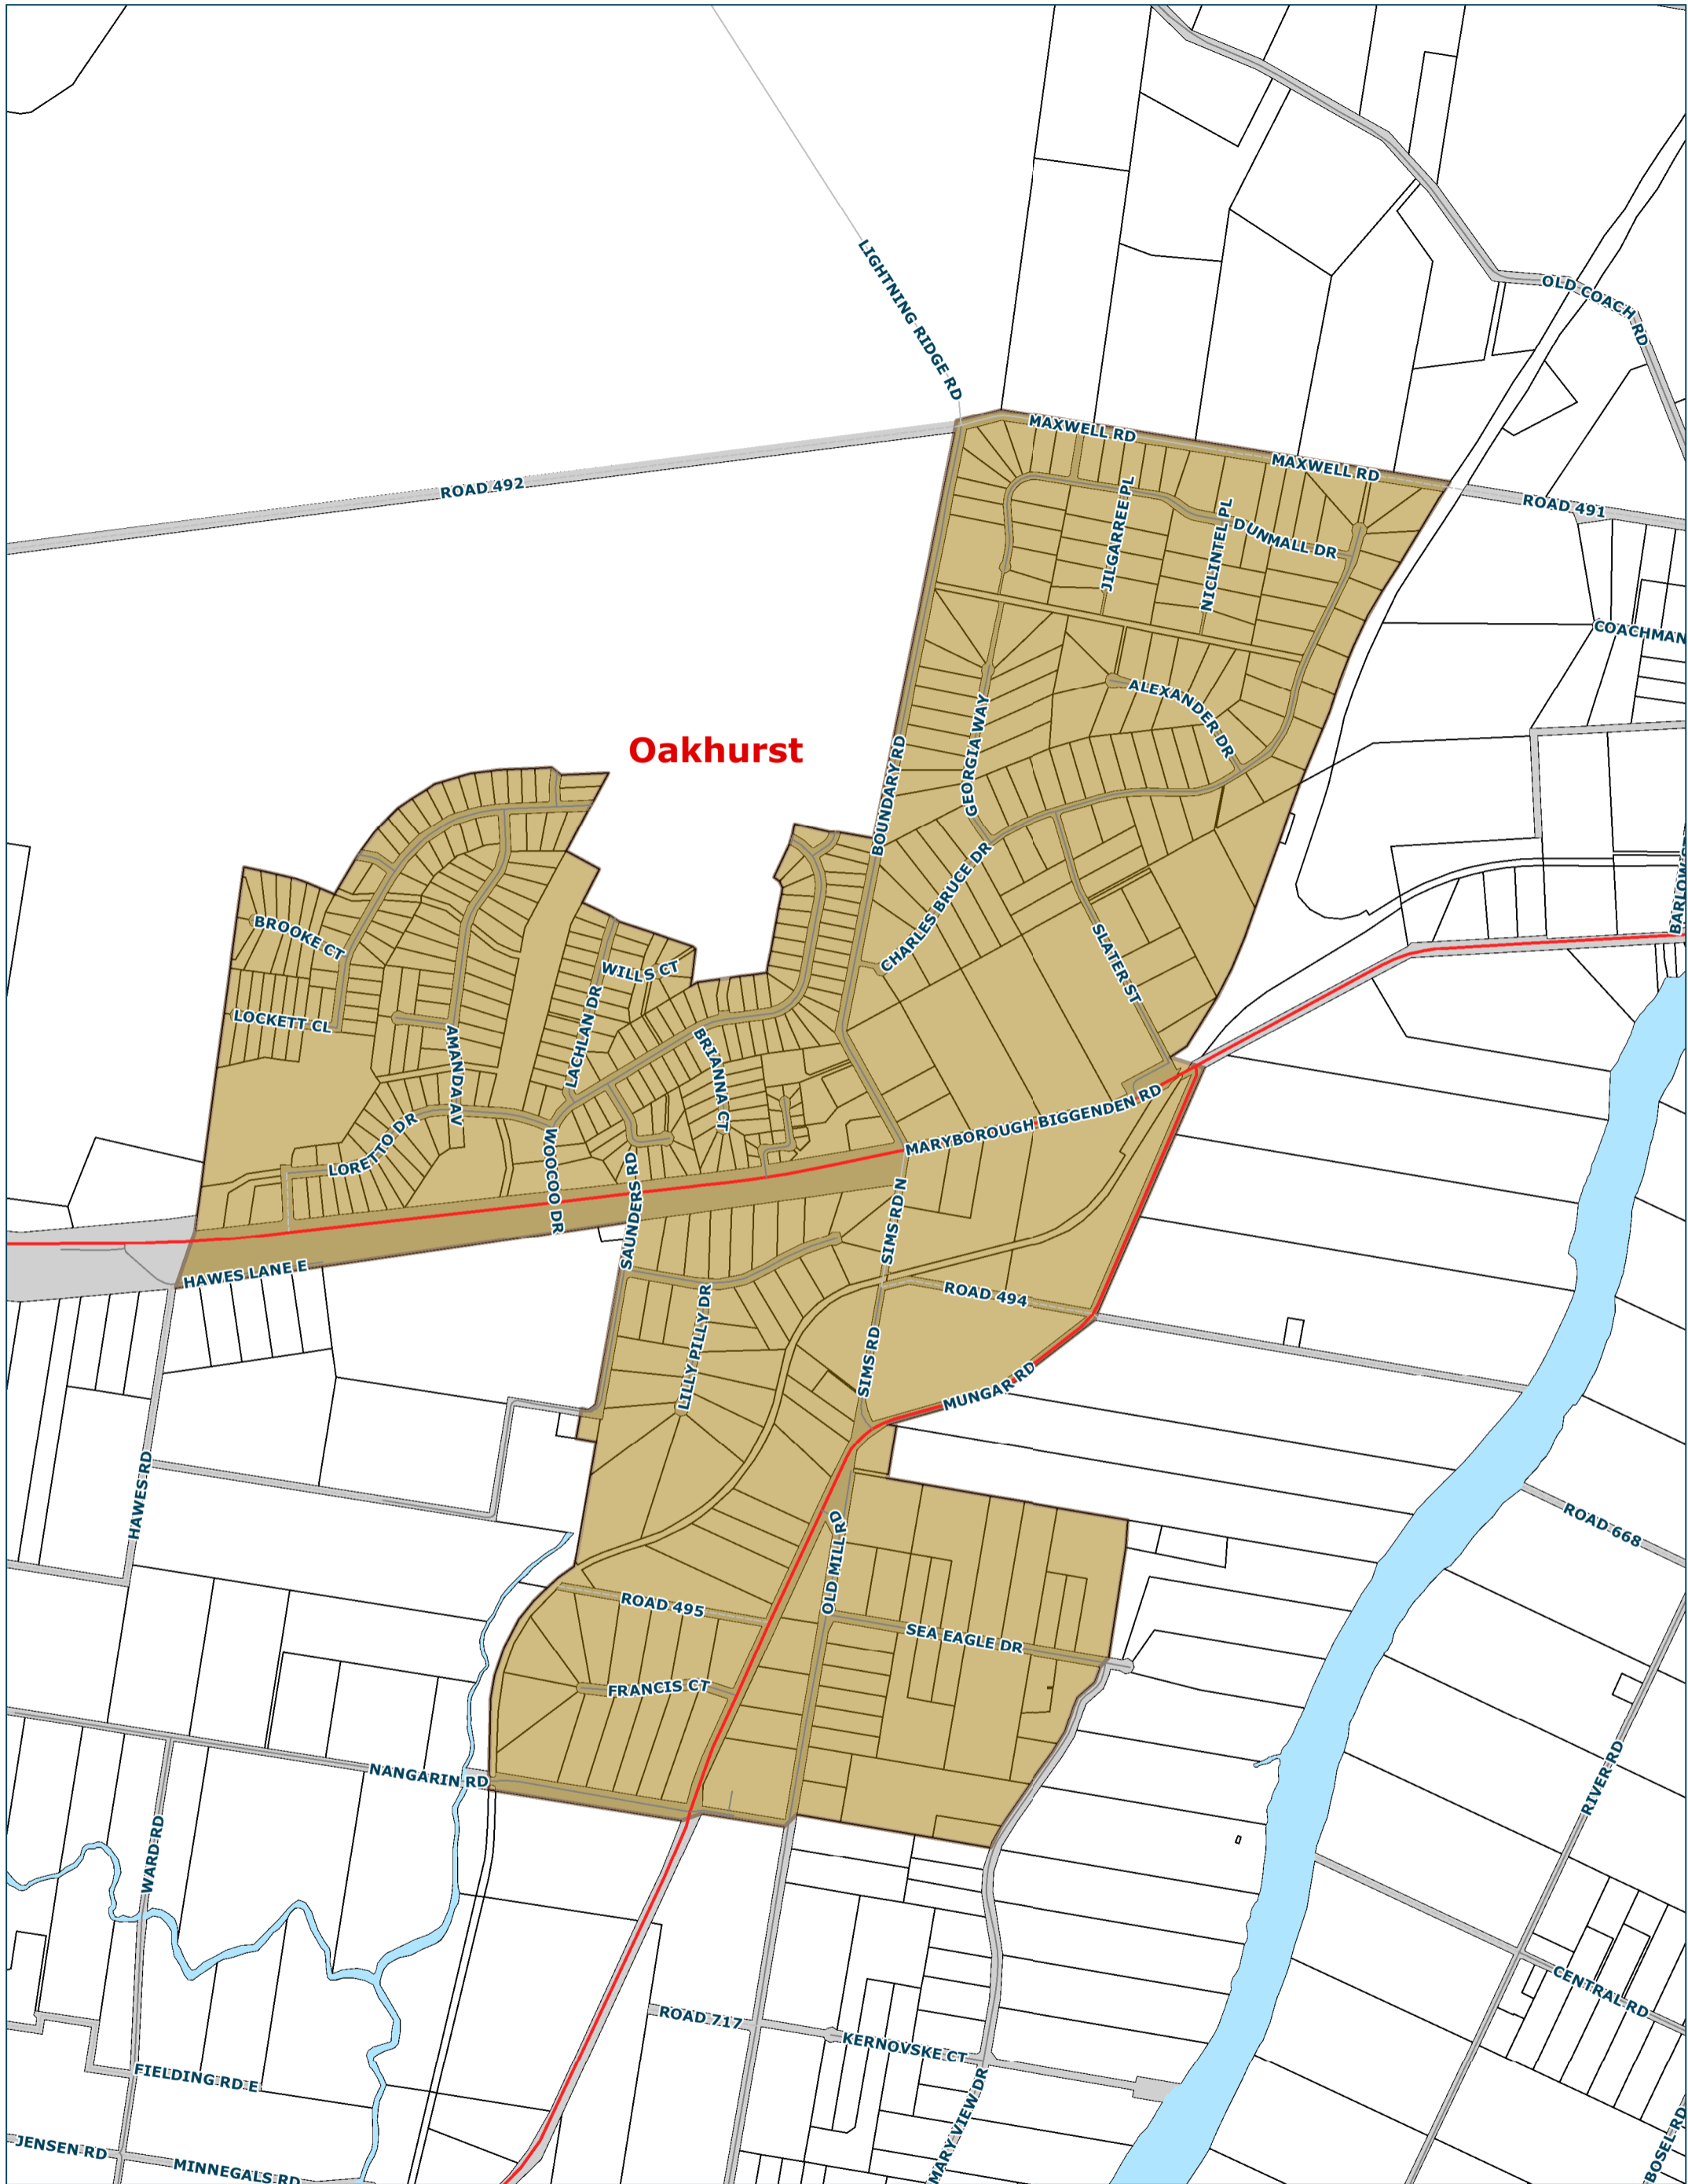 LIGHTNING RIDGE RD
OLD COACH RD
MAXWELL RD
MAXWELL RD
ROAD 492
ROAD 491
JILGARREE PL
NICLINTEL PL
DUNMALL DR
COACHMAN
ALEXANDER DR
GEORGIA WAY
Oakhurst
BOUNDARY RD
CHARLES BRUCE DR
SLATER ST
BROOKE CT
WILLS CT
LOCKETT CL
LACHLAN DR
AMANDA AV
BRIANNA CT
LORETTO DR
WOOCOO DR
SAUNDERS RD
MARYBOROUGH BIGGENDEN RD
SIMS RD N
HAWES LANE E
ROAD 494
LILLY PILLY DR
SIMS RD
MUNGAR RD
HAWES RD
OLD MILL RD
ROAD 668
ROAD 495
SEA EAGLE DR
FRANCIS CT
NANGARIN RD
RIVER RD
WARD RD
CENTRAL RD
ROAD 717
KERNOVSKE CT
FIELDING RD E
MARY VIEW DR
JENSEN RD
MINNEGALS RD
BOSEL RD